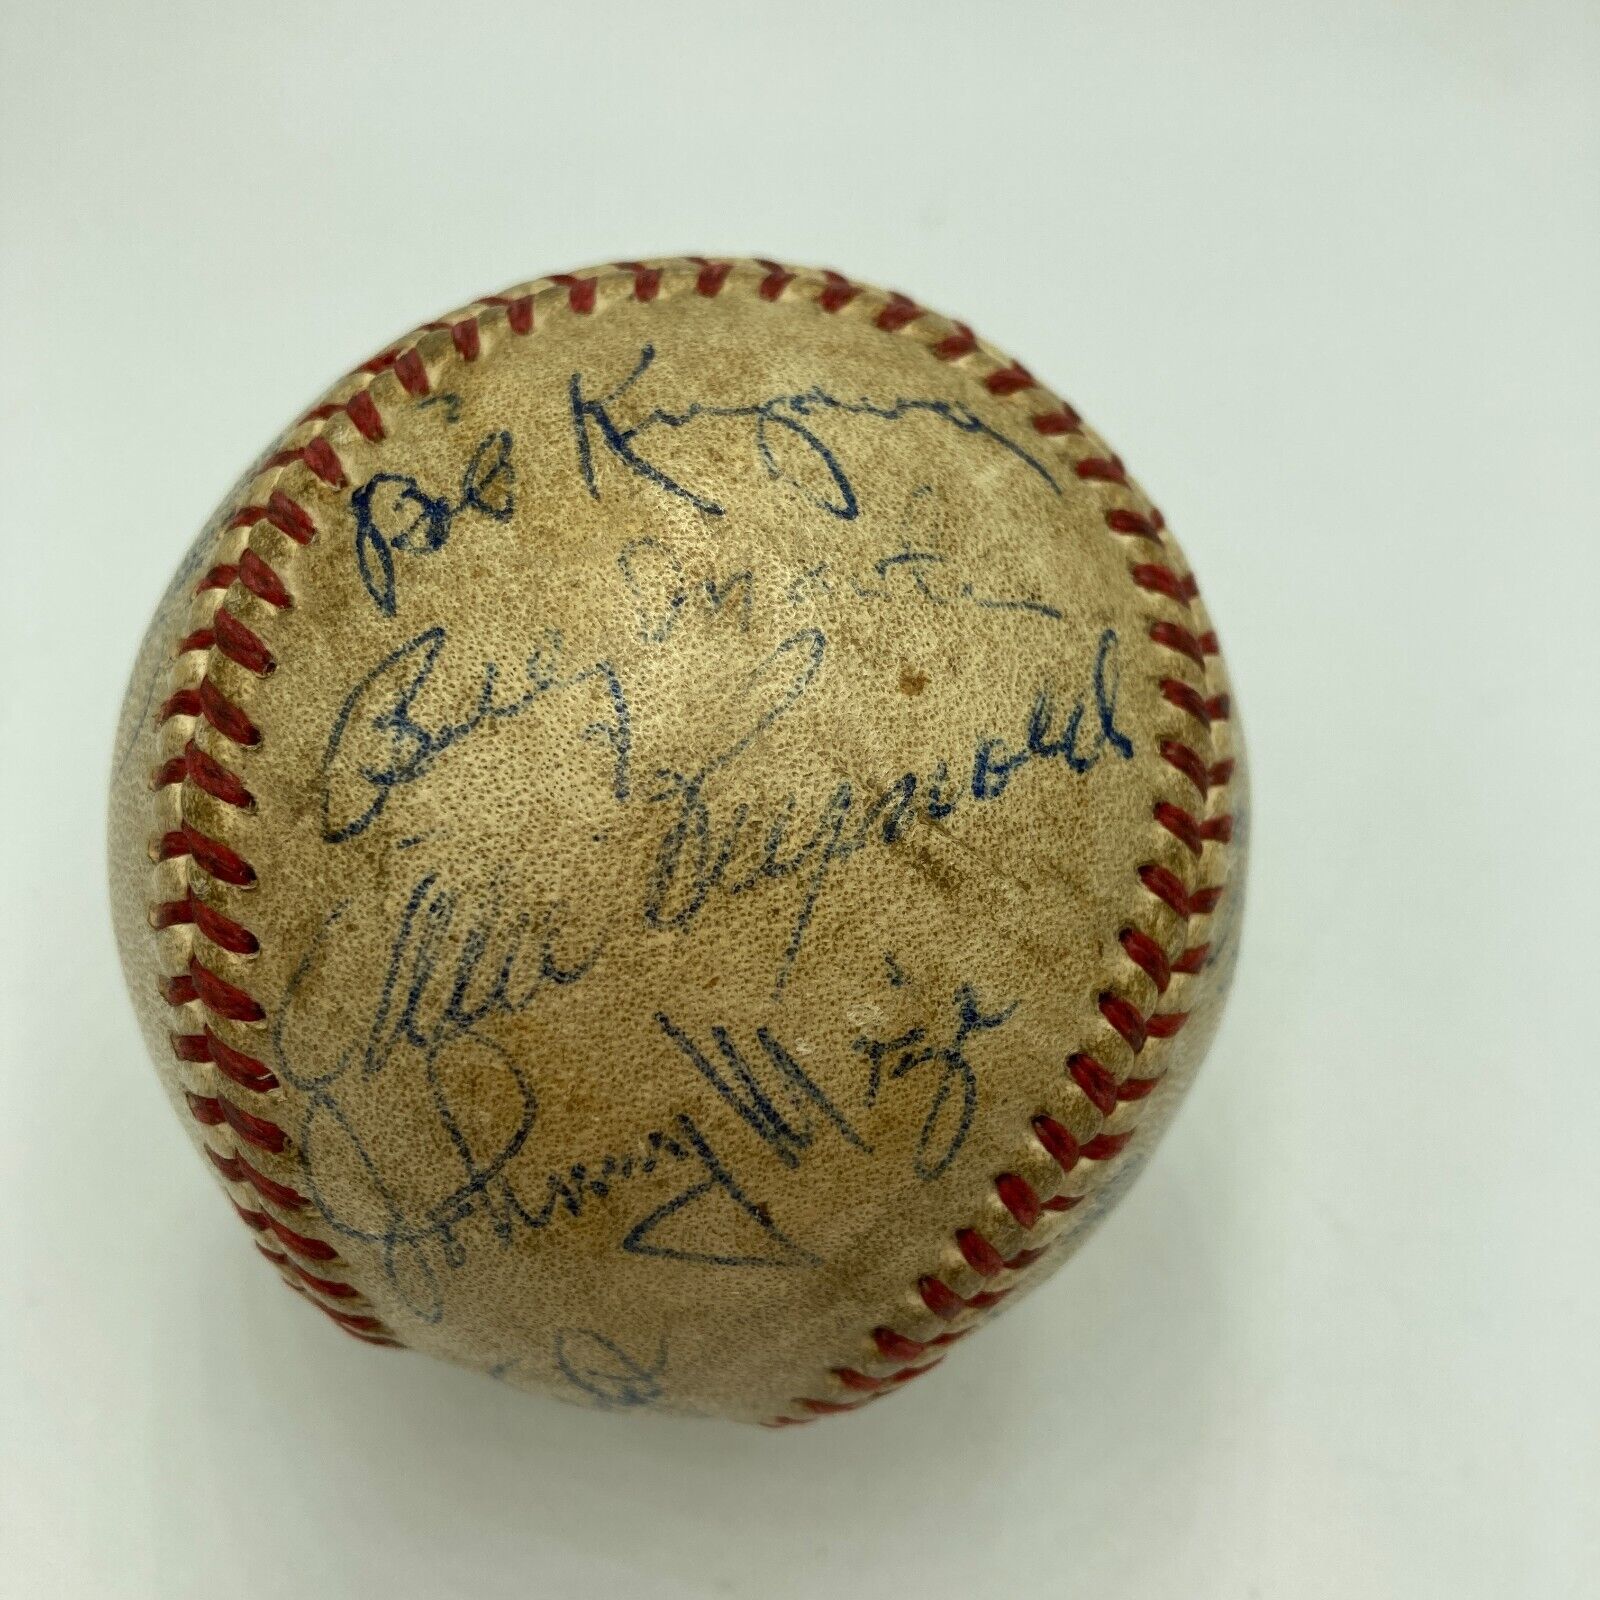 Bob Kuzava
Billy Martin
Allie Reynolds
Johnny Mize